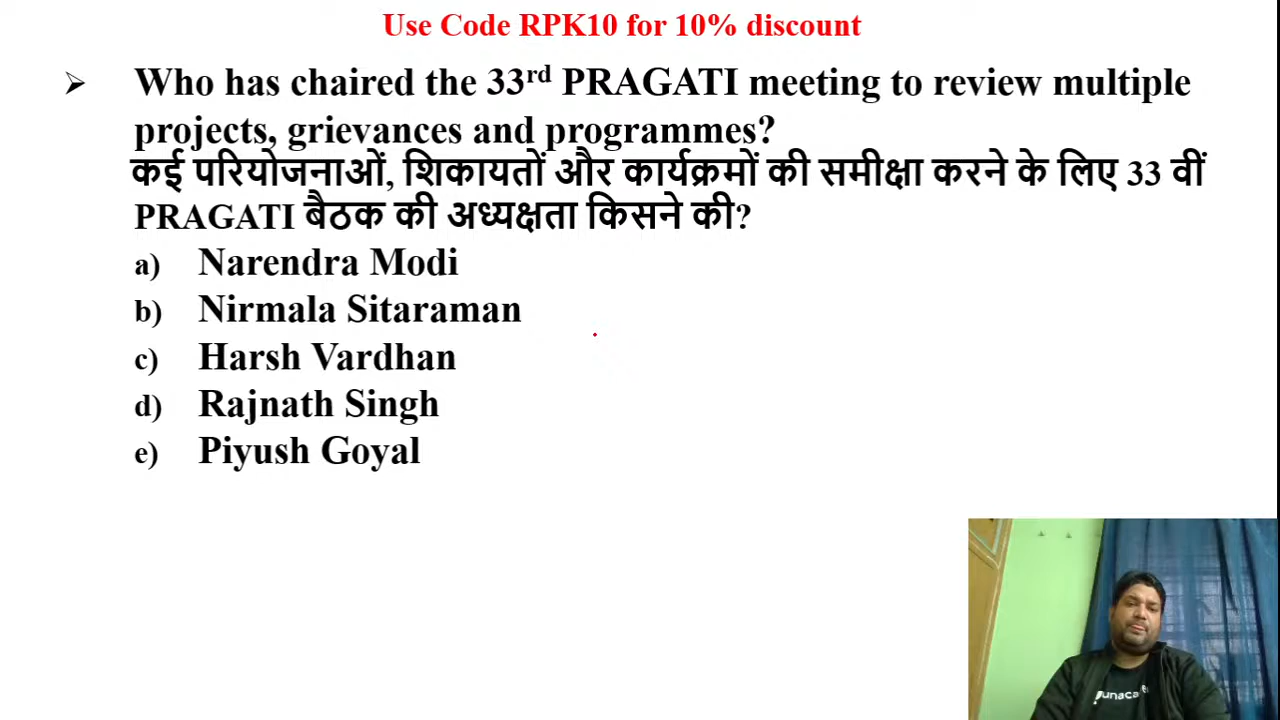 Use Code RPK10 for 10% discount
➢ Who has chaired the 33rd PRAGATI meeting to review multiple
projects, grievances and programmes?
कई परियोजनाओं, शिकायतों और कार्यक्रमों की समीक्षा करने के लिए 33 वीं
PRAGATI बैठक की अध्यक्षता किसने की?
a) Narendra Modi
b) Nirmala Sitaraman
c) Harsh Vardhan
d) Rajnath Singh
e) Piyush Goyal